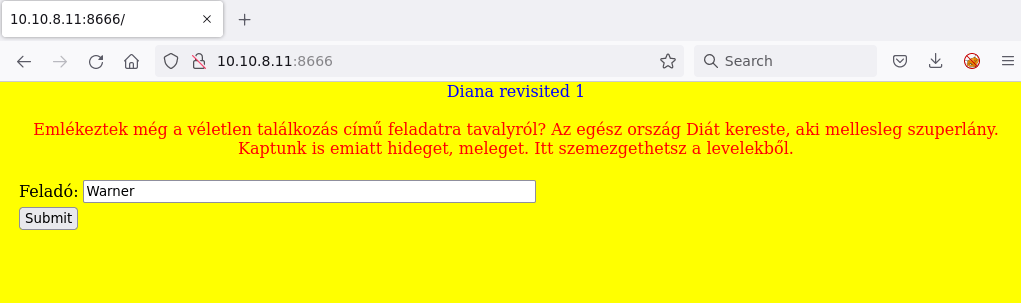 10.10.8.11:8666/
10.10.8.11:8666
Search
Diana revisited 1
Emlékeztek még a véletlen találkozás című feladatra tavalyról? Az egész ország Diát kereste, aki mellesleg szuperlány.
Kaptunk is emiatt hideget, meleget. Itt szemezgethetsz a levelekből.
Feladó: Warner
Submit